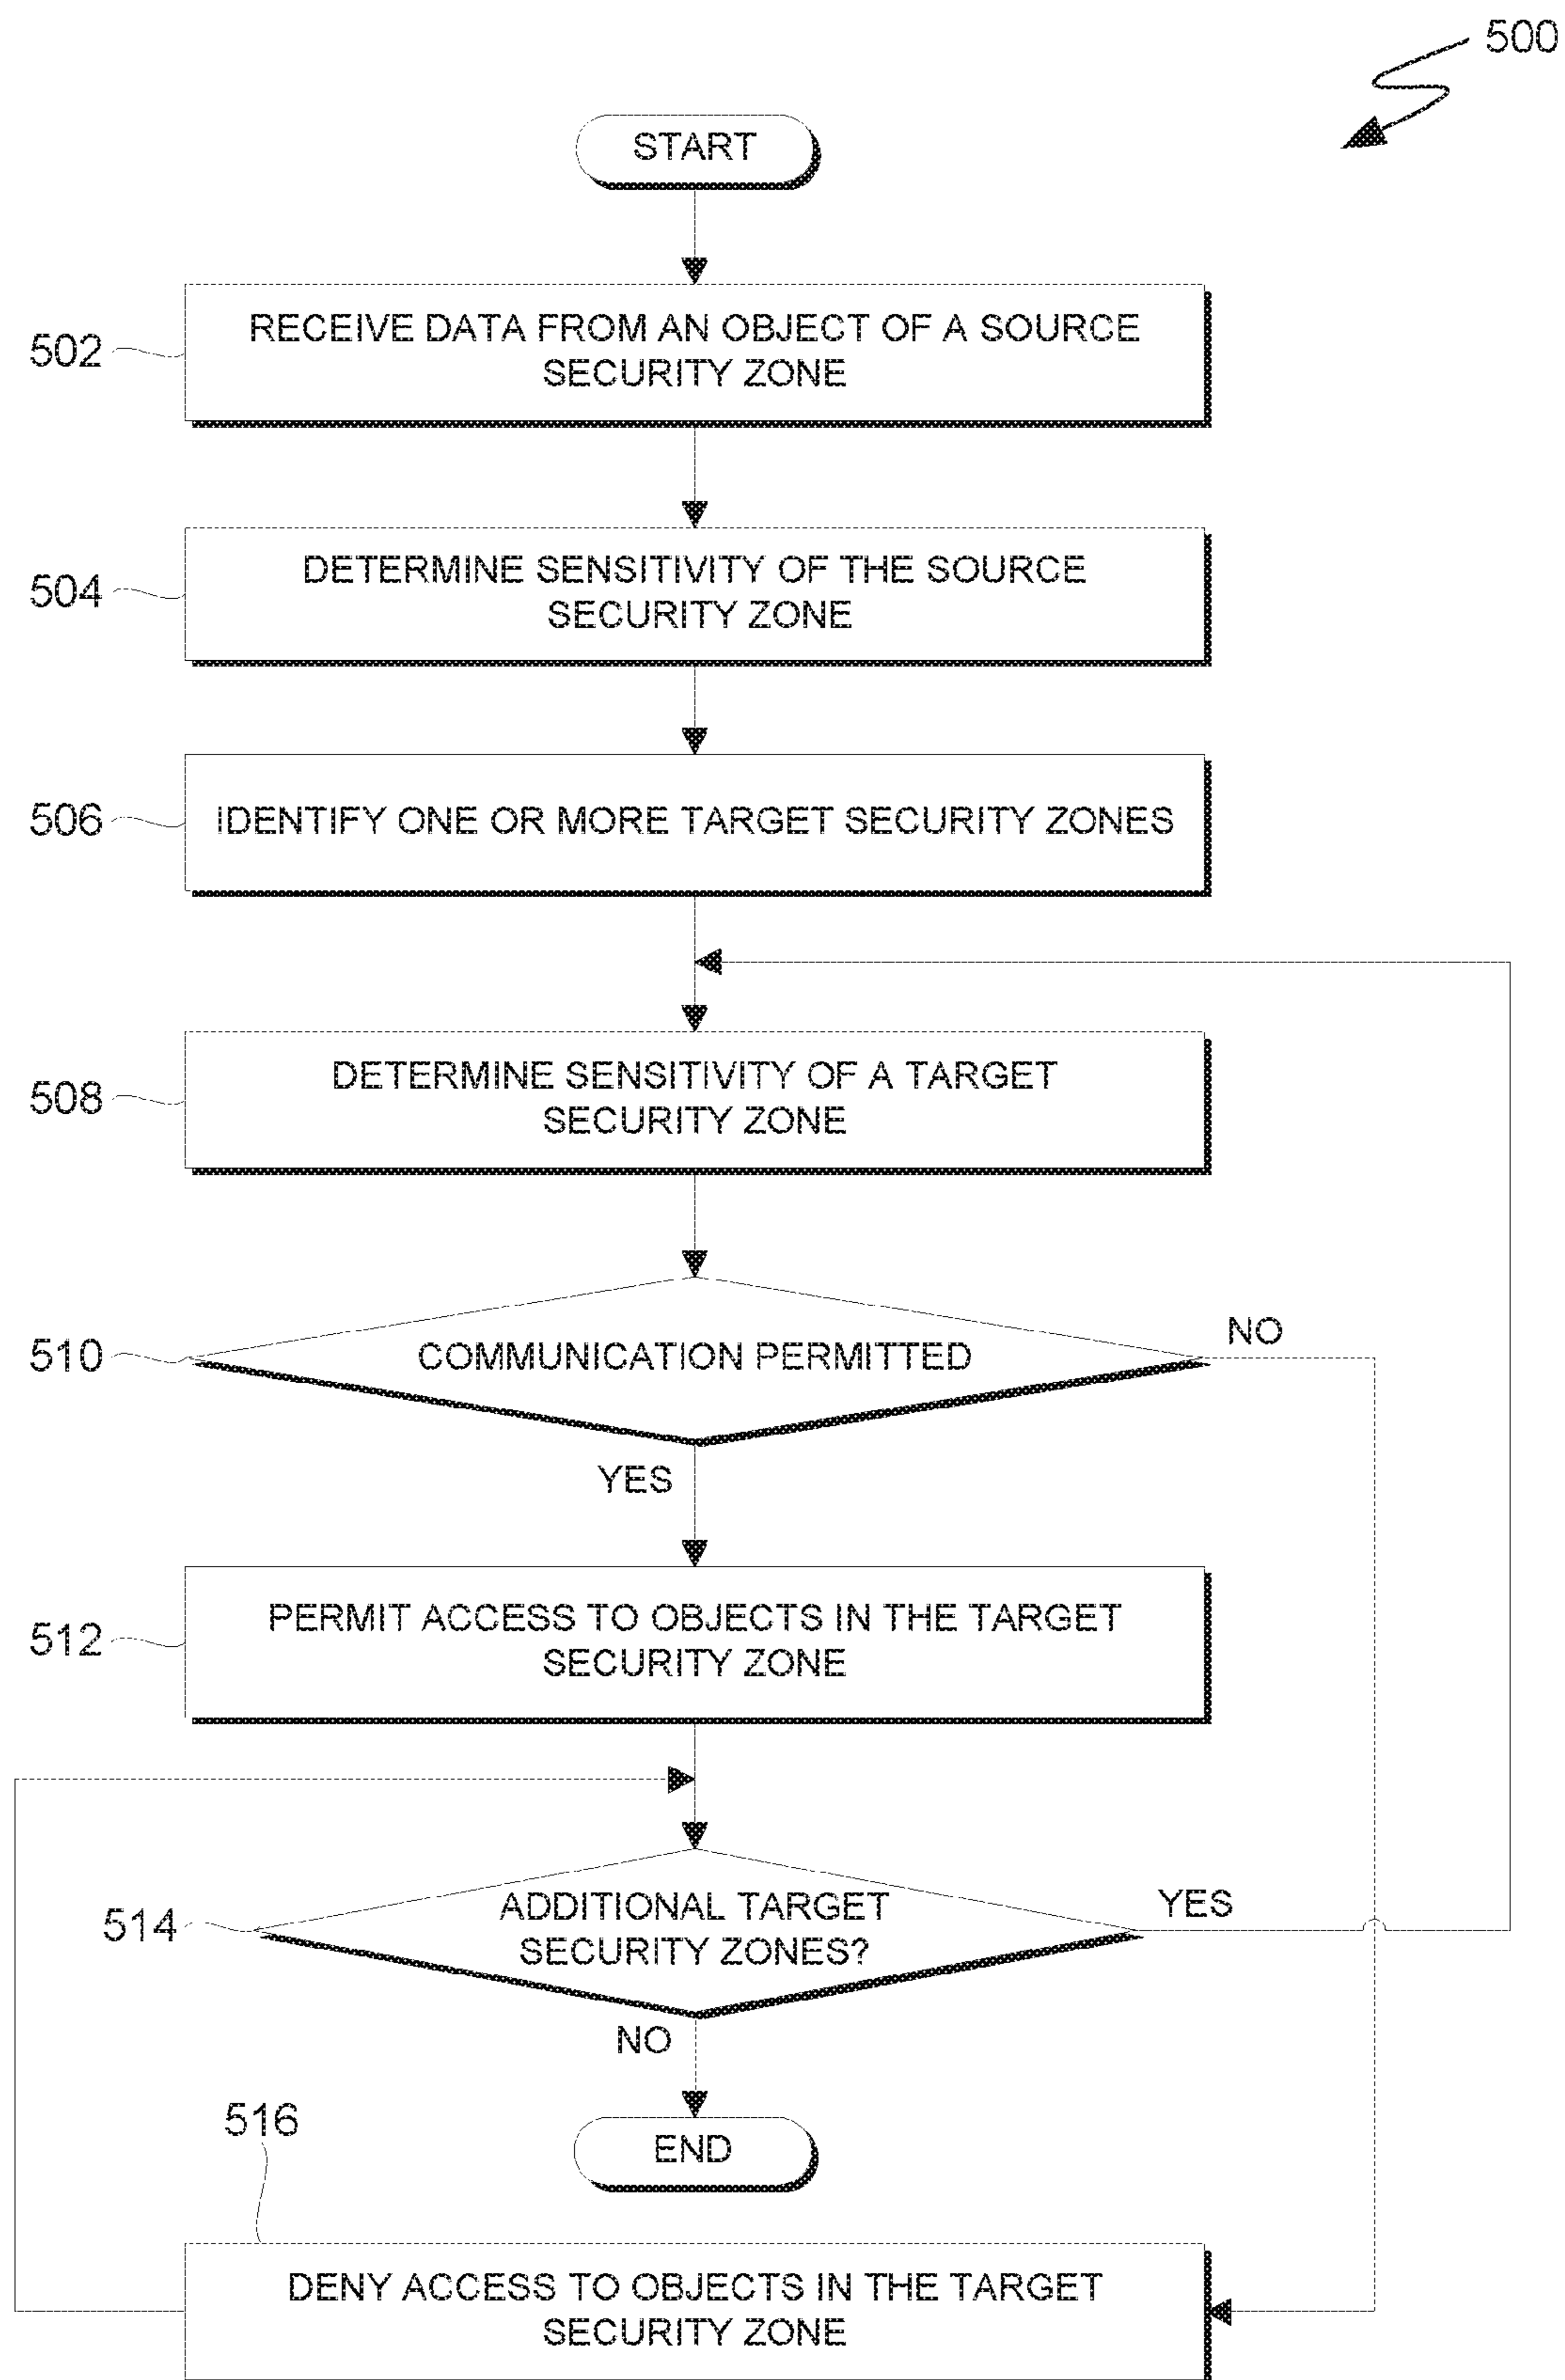 500
START
502
RECEIVE DATA FROM AN OBJECT OF A SOURCE
SECURITY ZONE
504
DETERMINE SENSITIVITY OF THE SOURCE
SECURITY ZONE
506
IDENTIFY ONE OR MORE TARGET SECURITY ZONES
508
DETERMINE SENSITIVITY OF A TARGET
SECURITY ZONE
510
COMMUNICATION PERMITTED
NO
YES
512
PERMIT ACCESS TO OBJECTS IN THE TARGET
SECURITY ZONE
514
ADDITIONAL TARGET
SECURITY ZONES?
YES
NO
END
516
DENY ACCESS TO OBJECTS IN THE TARGET
SECURITY ZONE